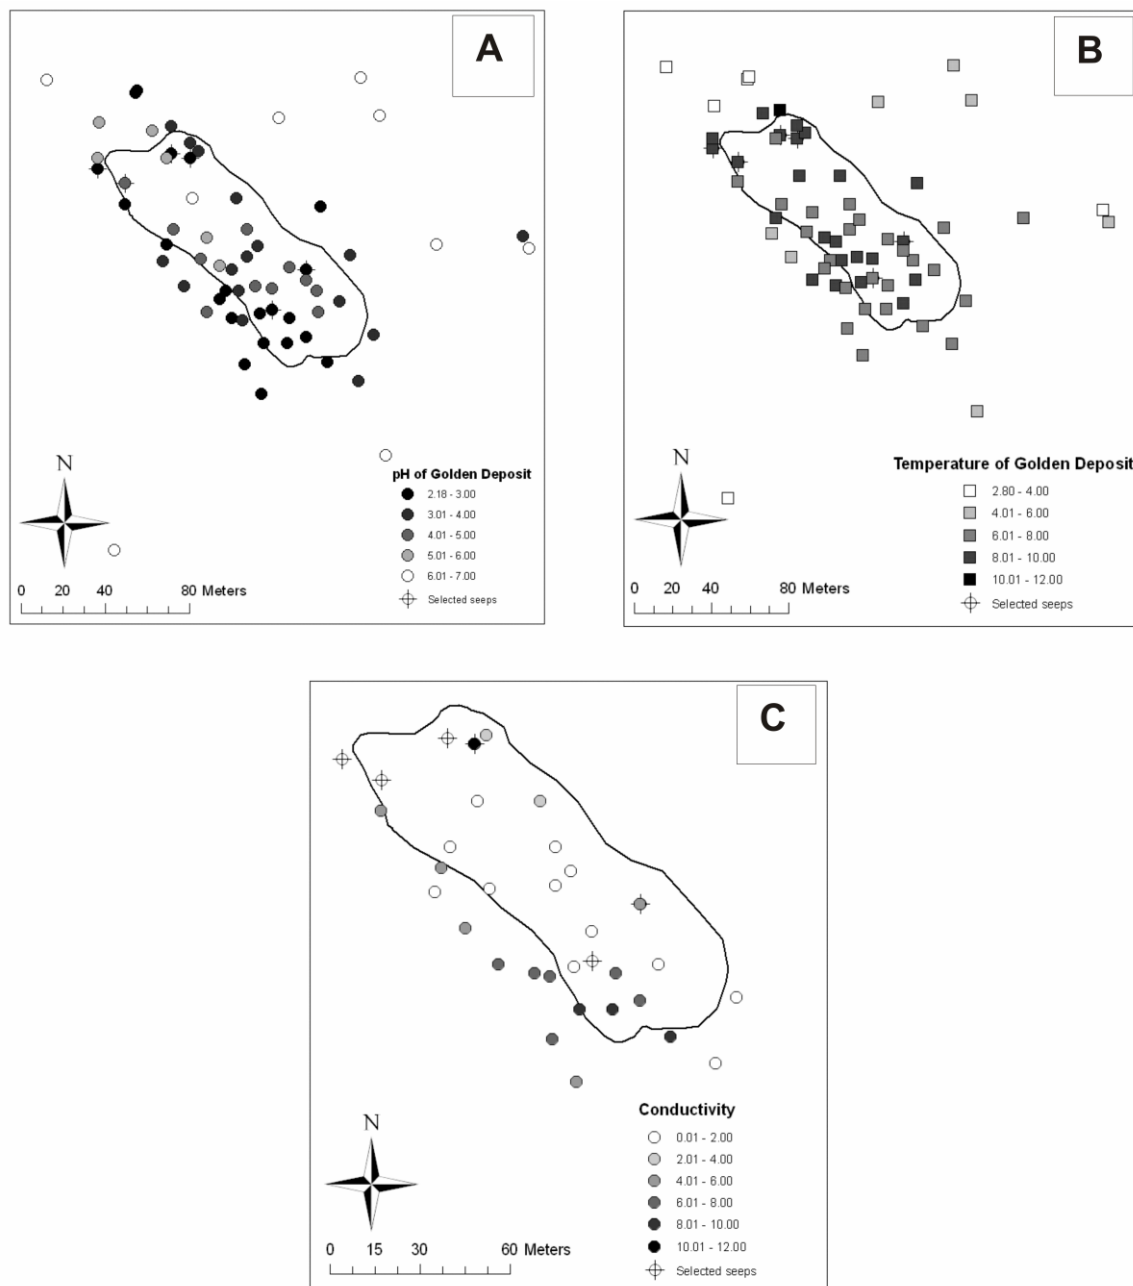 A
N
0 20 40 80 Meters
pH of Golden Deposit
2.18 - 3.00
3.01 - 4.00
4.01 - 5.00
5.01 - 6.00
6.01 - 7.00
Selected seeps
B
N
0 20 40 80 Meters
Temperature of Golden Deposit
2.80 - 4.00
4.01 - 6.00
6.01 - 8.00
8.01 - 10.00
10.01 - 12.00
Selected seeps
C
N
0 15 30 60 Meters
Conductivity
0.01 - 2.00
2.01 - 4.00
4.01 - 6.00
6.01 - 8.00
8.01 - 10.00
10.01 - 12.00
Selected seeps